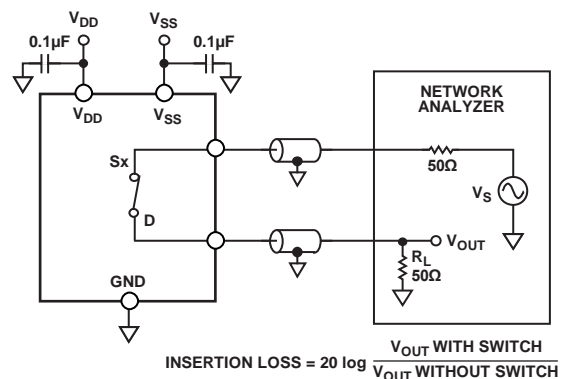 VDD VSS
0.1µF 0.1µF
VDD VSS
NETWORK
ANALYZER
Sx
50Ω
VS
D
VOUT
RL
50Ω
GND
INSERTION LOSS = 20 log VOUT WITH SWITCH
VOUT WITHOUT SWITCH